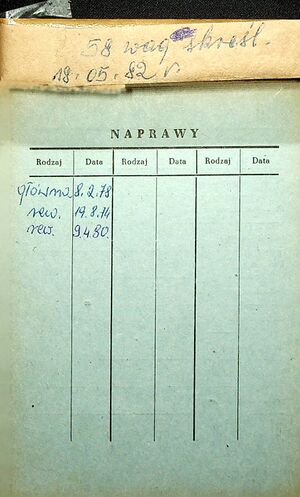 58 wag skreśl.
18.05.82 r.
NAPRAWY
Rodzaj Data Rodzaj Data Rodzaj Data
główna 8.2.78
rew. 19.8.74
rew. 9.4.80.